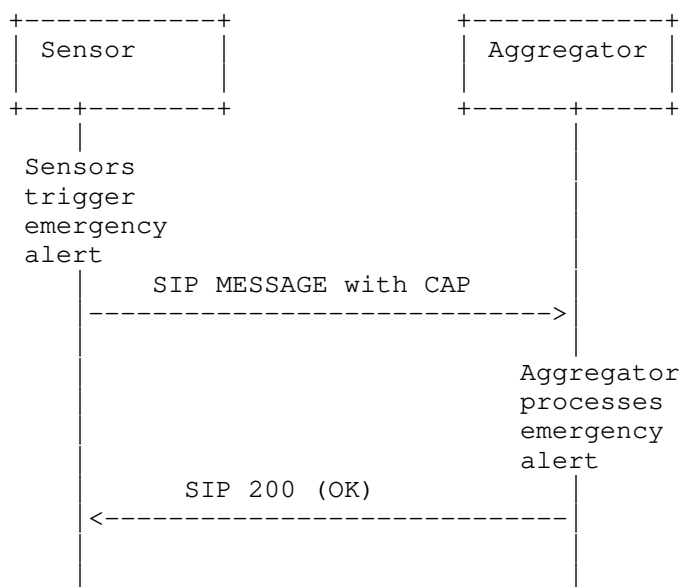 Sensor
Aggregator
Sensors
trigger
emergency
alert
SIP MESSAGE with CAP
Aggregator
processes
emergency
alert
SIP 200 (OK)